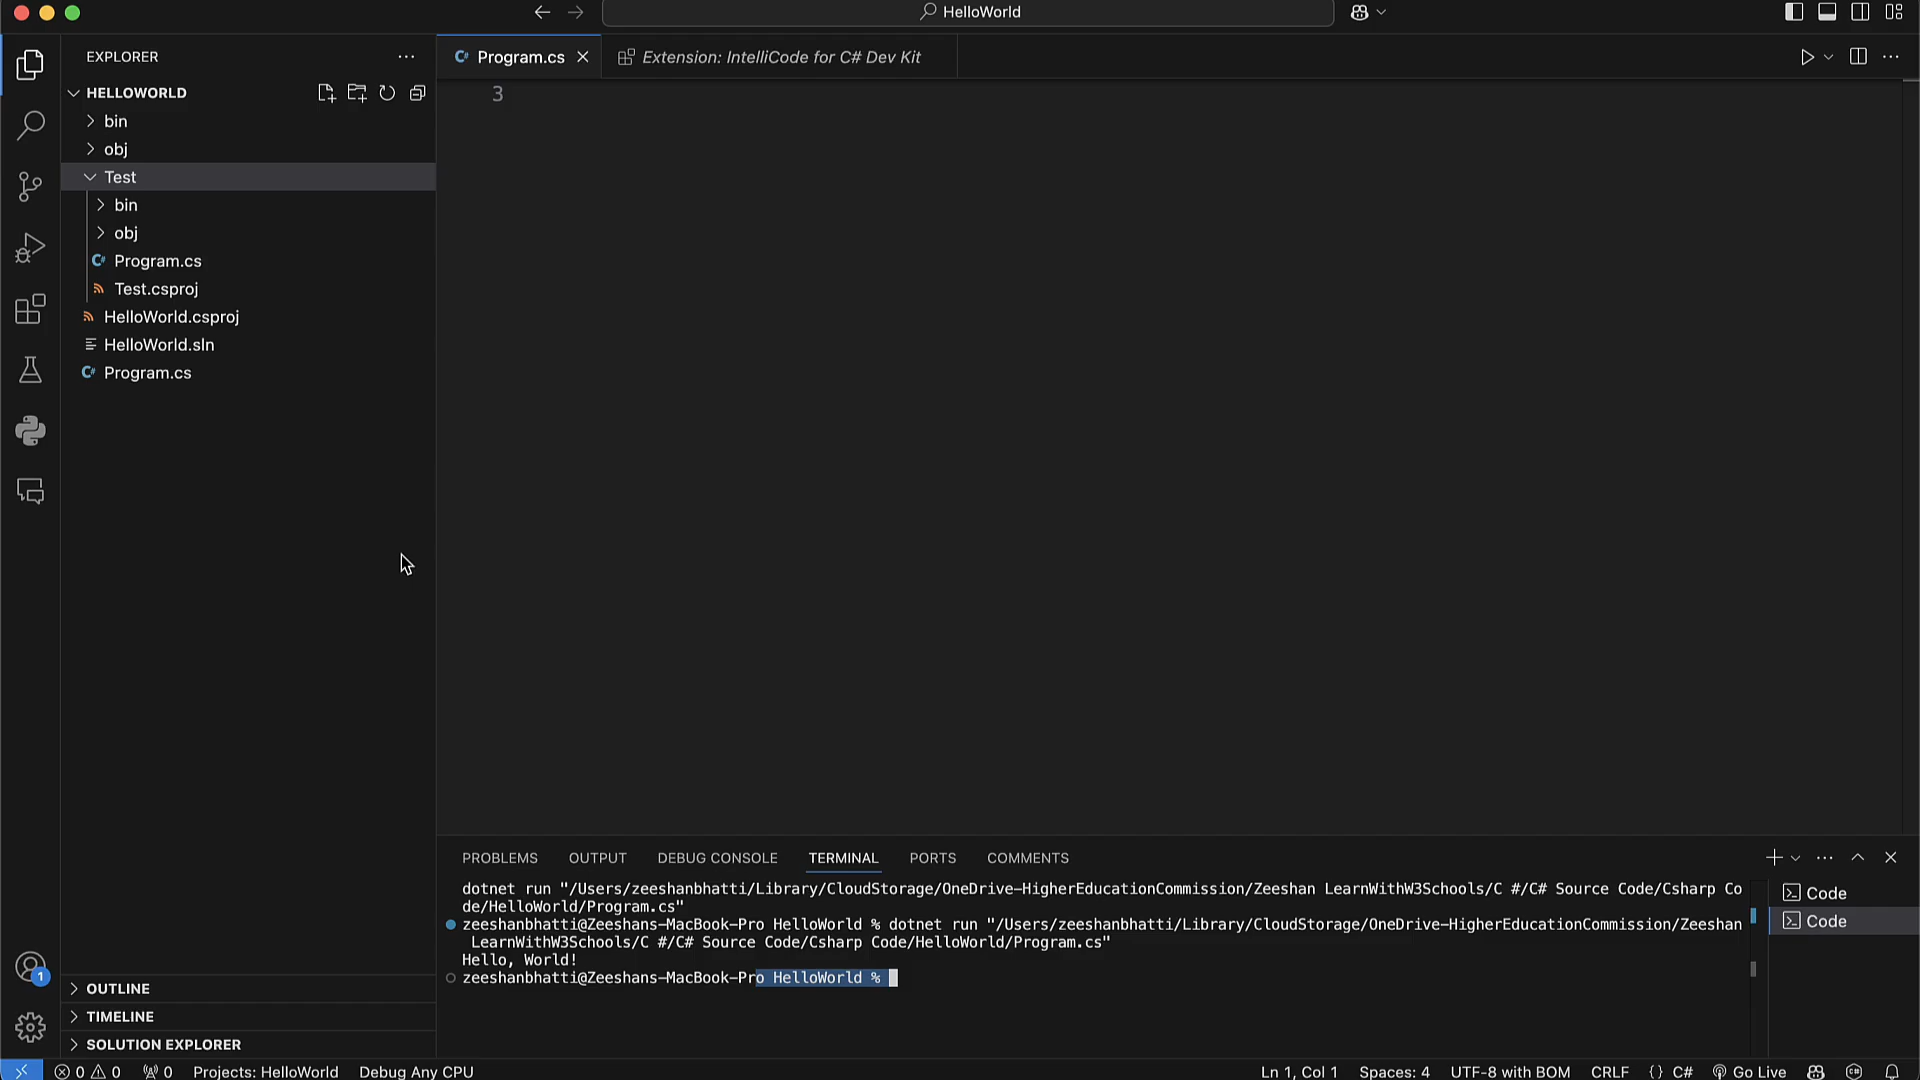 HelloWorld
EXPLORER
HELLOWORLD
bin
obj
Test
bin
obj
Program.cs
Test.csproj
HelloWorld.csproj
HelloWorld.sln
Program.cs
OUTLINE
TIMELINE
SOLUTION EXPLORER
Program.cs
Extension: IntelliCode for C# Dev Kit
3
PROBLEMS OUTPUT DEBUG CONSOLE TERMINAL PORTS COMMENTS
dotnet run "/Users/zeeshanbhatti/Library/CloudStorage/OneDrive-HigherEducationCommission/Zeeshan LearnWithW3Schools/C #/C# Source Code/Csharp Co
de/HelloWorld/Program.cs"
zeeshanbhatti@Zeeshans-MacBook-Pro HelloWorld % dotnet run "/Users/zeeshanbhatti/Library/CloudStorage/OneDrive-HigherEducationCommission/Zeeshan
LearnWithW3Schools/C #/C# Source Code/Csharp Code/HelloWorld/Program.cs"
Hello, World!
zeeshanbhatti@Zeeshans-MacBook-Pro HelloWorld %
Code
Code
1
0 0 0 Projects: HelloWorld Debug Any CPU Ln 1, Col 1 Spaces: 4 UTF-8 with BOM CRLF {} C# Go Live